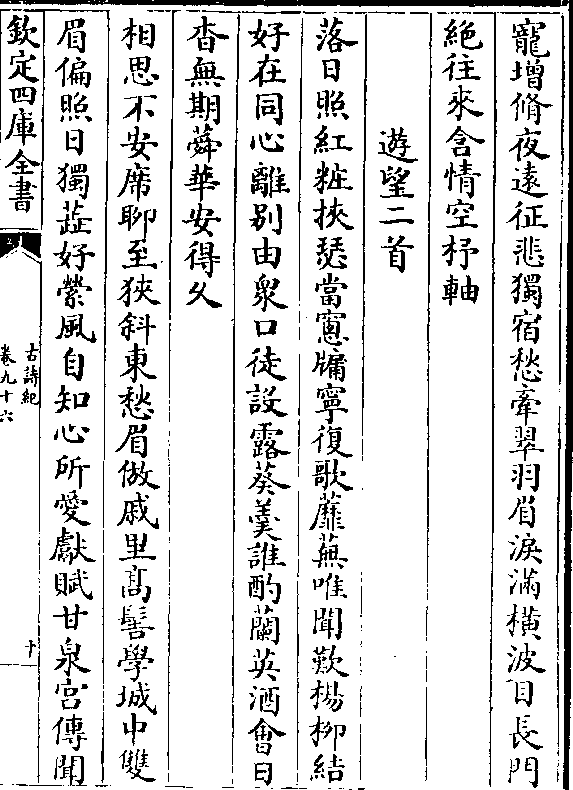 寵增脩夜遠征悲獨宿愁牽翠羽眉淚滿橫波目長門
絶往來含情空杼軸
遊望二首
落日照紅粧挾瑟當窻牖寧復歌蘼蕪唯聞歎楊柳結
好在同心離别由衆口徒設露葵羹誰酌蘭英酒會日
杳無期蕣華安得久
相思不安席聊至狹斜東愁眉倣戚里髙髻學城中雙
眉偏照日獨蕋好縈風自知心所愛獻賦甘泉宫傳聞
欽定四庫全書
古詩紀
卷九十六
十